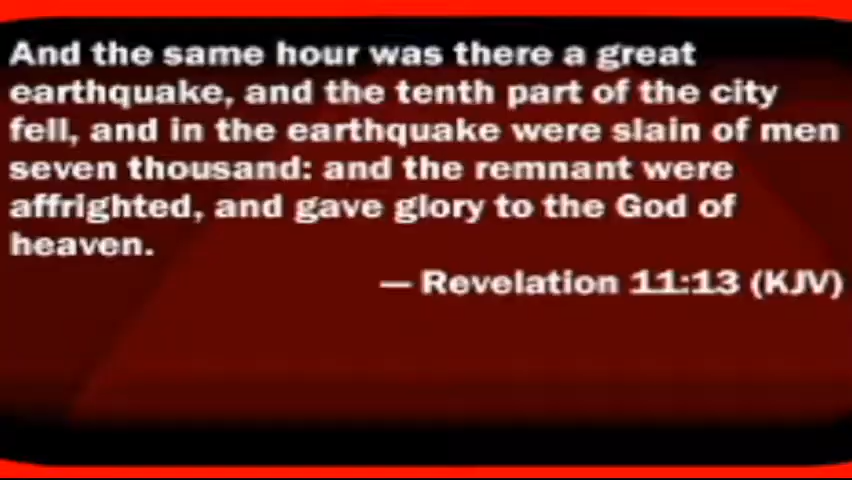 And the same hour was there a great
earthquake, and the tenth part of the city
fell, and in the earthquake were slain of men
seven thousand: and the remnant were
affrighted, and gave glory to the God of
heaven.
— Revelation 11:13 (KJV)